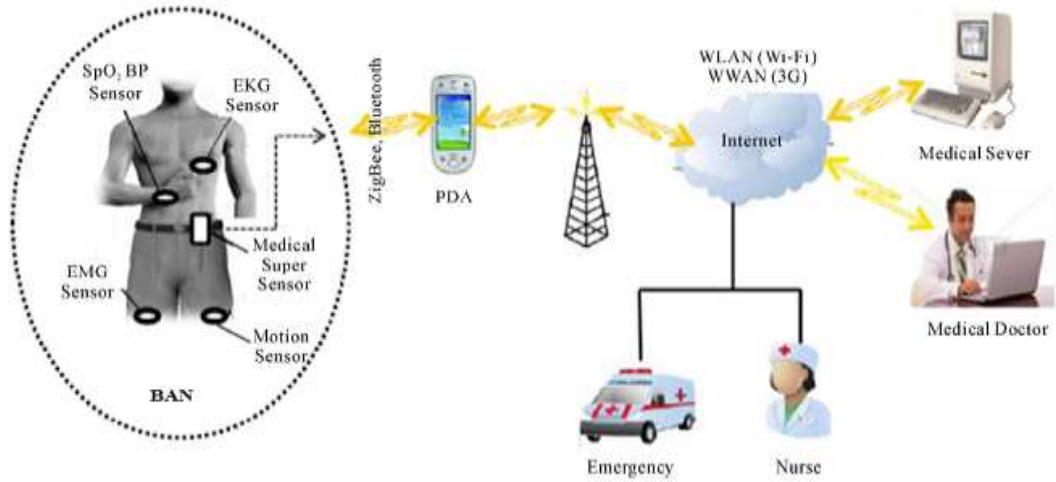 SpO₂ BP
Sensor
EKG
Sensor
Medical
Super
Sensor
EMG
Sensor
Motion
Sensor
BAN
ZigBee, Bluetooth
PDA
WLAN (Wi-Fi)
WWAN (3G)
Internet
Medical Sever
Medical Doctor
Emergency
Nurse